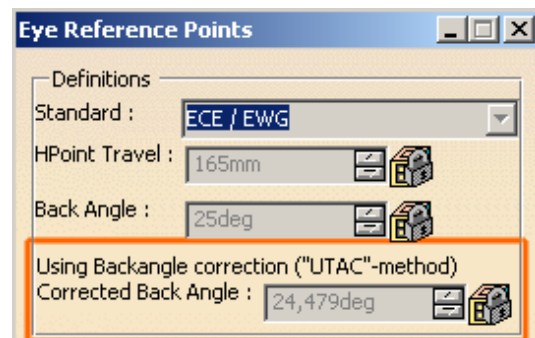 Eye Reference Points
Definitions
Standard : ECE / EWG
HPoint Travel : 165mm
Back Angle : 25deg
Using Backangle correction ("UTAC"-method)
Corrected Back Angle : 24,479deg